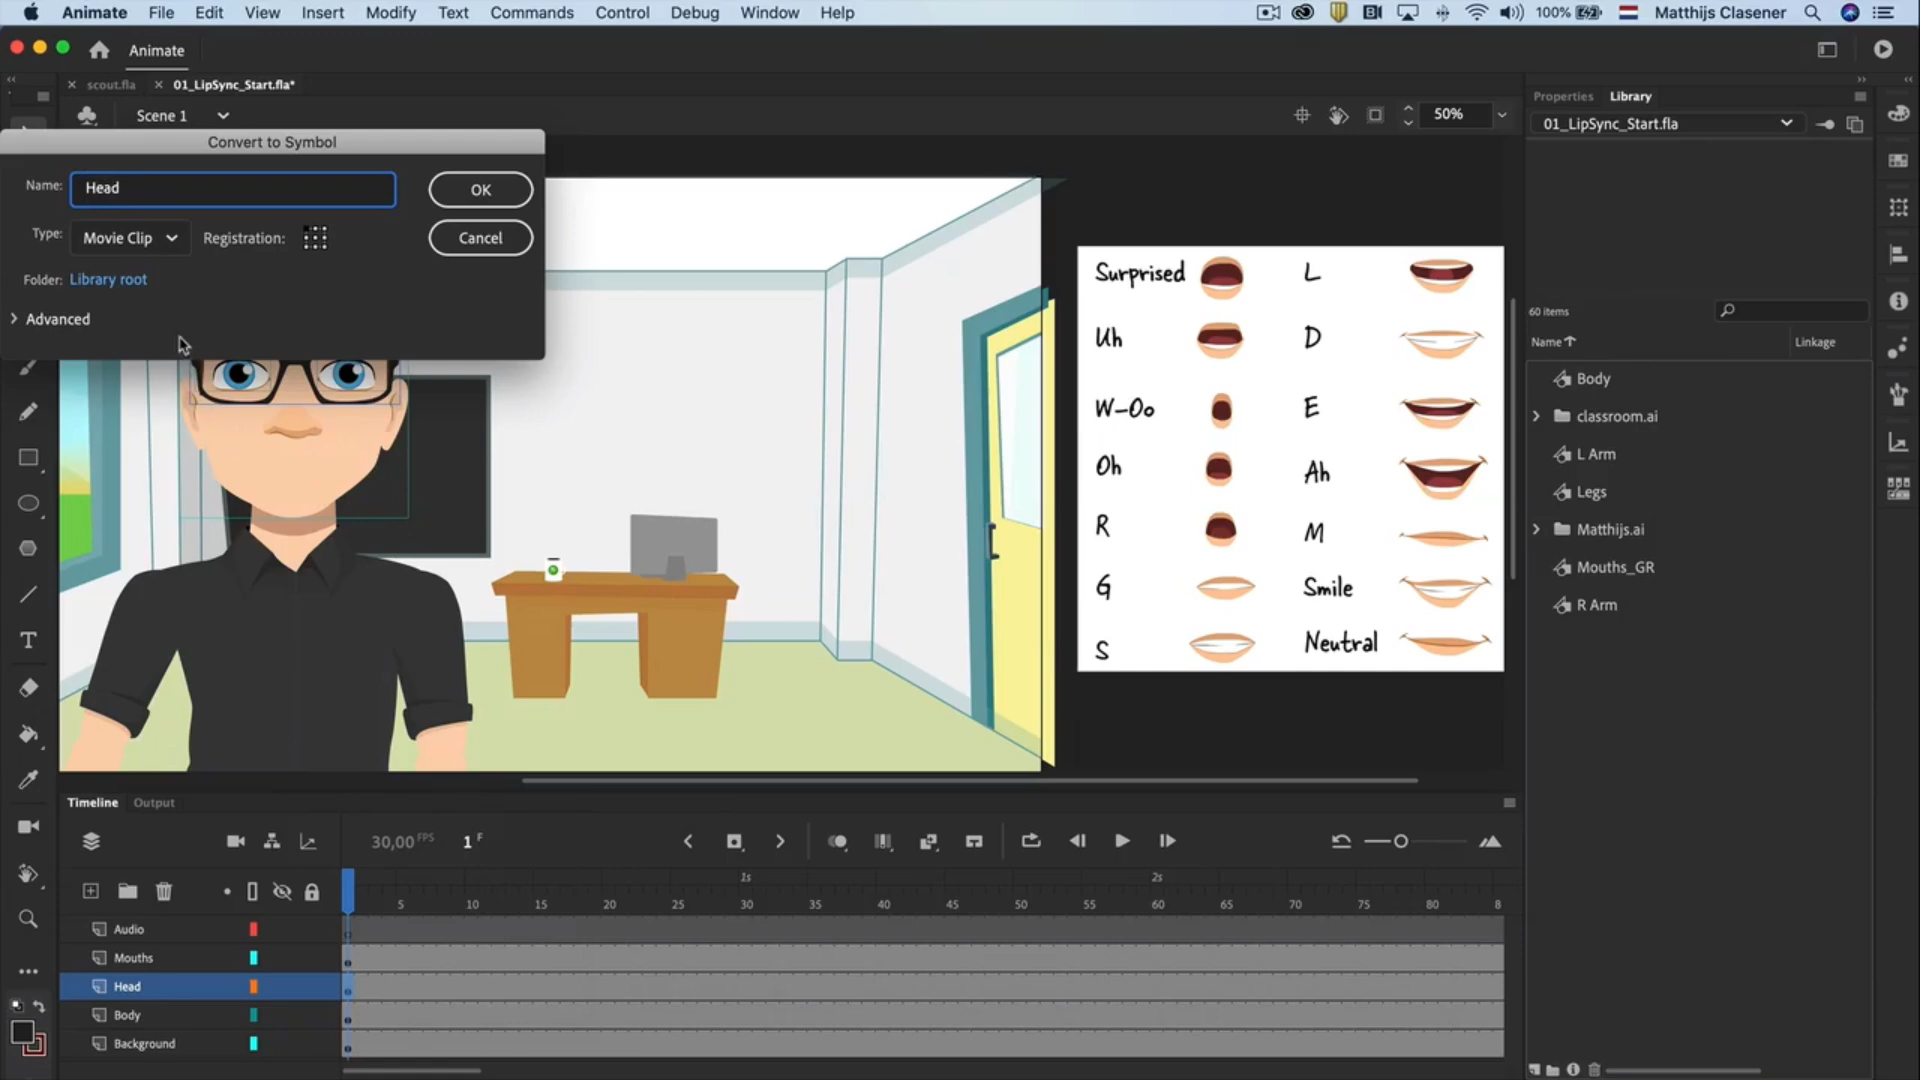 Animate File Edit View Insert Modify Text Commands Control Debug Window Help 100% Matthijs Clasener
Animate
scout.fla 01_LipSync_Start.fla*
Scene 1 50%
Convert to Symbol
Name: Head OK
Type: Movie Clip Registration: Cancel
Folder: Library root
Advanced
Surprised L
Uh D
W-Oo E
Oh Ah
R M
G Smile
S Neutral
Properties Library
01_LipSync_Start.fla
60 items
Name Linkage
Body
classroom.ai
L Arm
Legs
Matthijs.ai
Mouths_GR
R Arm
Timeline Output
30,00 FPS 1 F
1s 2s
5 10 15 20 25 30 35 40 45 50 55 60 65 70 75 80 8
Audio
Mouths
Head
Body
Background